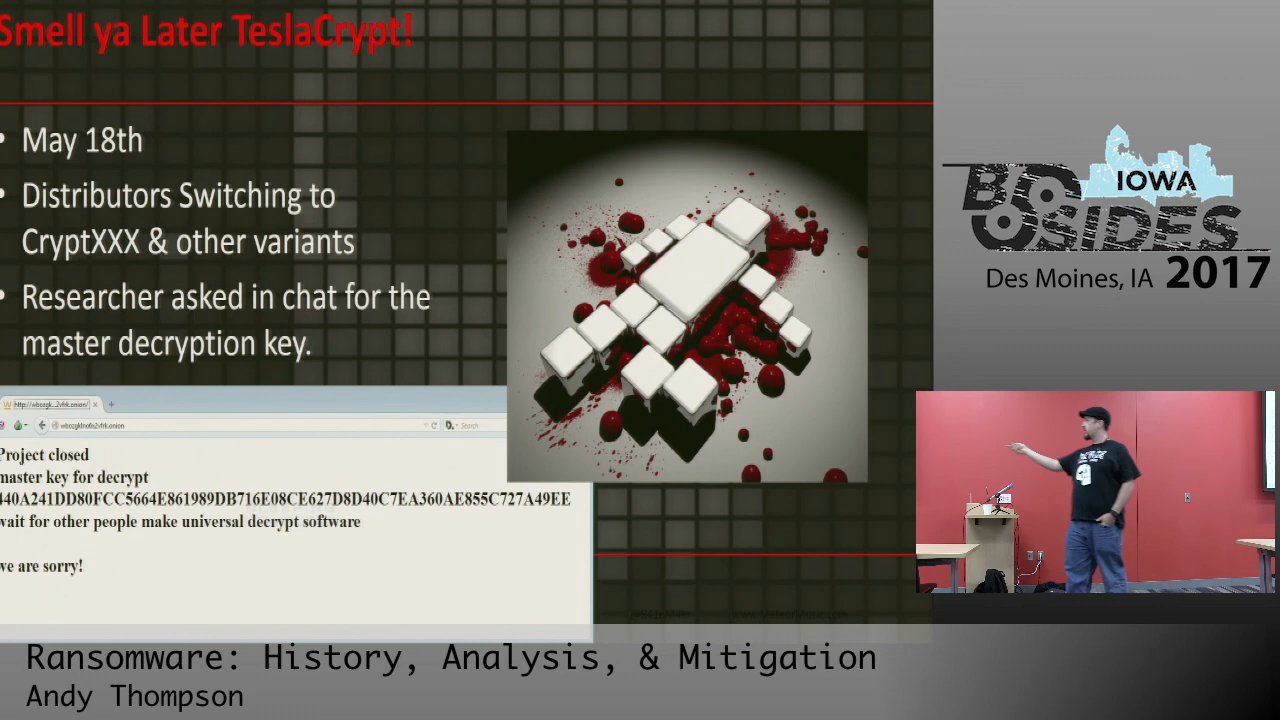 Smell ya Later TeslaCrypt!
• May 18th
• Distributors Switching to
CryptXXX & other variants
• Researcher asked in chat for the
master decryption key.
Project closed
master key for decrypt
440A241DD80FCC5664E861989DB716E08CE627D8D40C7EA360AE855C727A49EE
wait for other people make universal decrypt software
we are sorry!
Search
BSIDES
IOWA
Des Moines, IA 2017
Ransomware: History, Analysis, & Mitigation
Andy Thompson